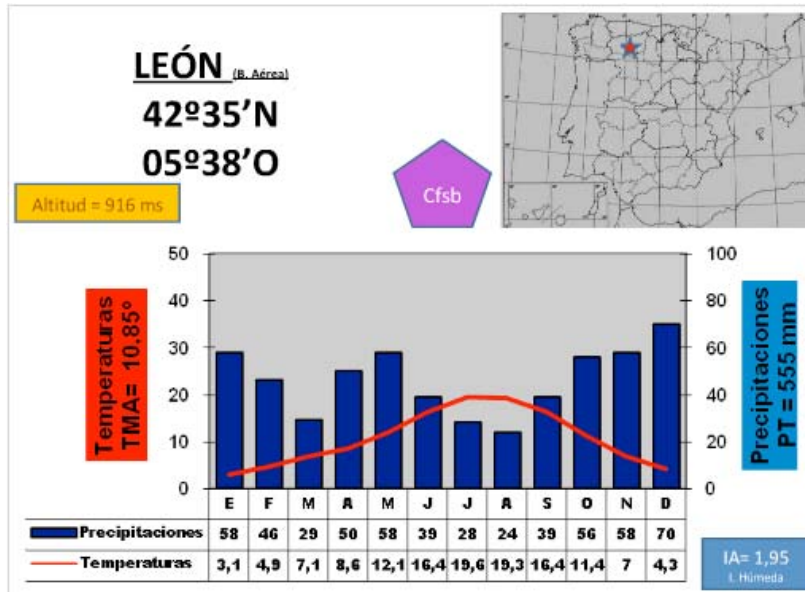 LEÓN (B. Aérea)
42º35’N
05º38’O
Altitud = 916 ms
Cfsb
Temperaturas
TMA= 10,85º
50
40
30
20
10
0
100
80
60
40
20
0
Precipitaciones
PT = 555 mm
E F M A M J J A S O N D
Precipitaciones 58 46 29 50 58 39 28 24 39 56 58 70
Temperaturas 3,1 4,9 7,1 8,6 12,1 16,4 19,6 19,3 16,4 11,4 7 4,3
IA= 1,95
I. Húmeda